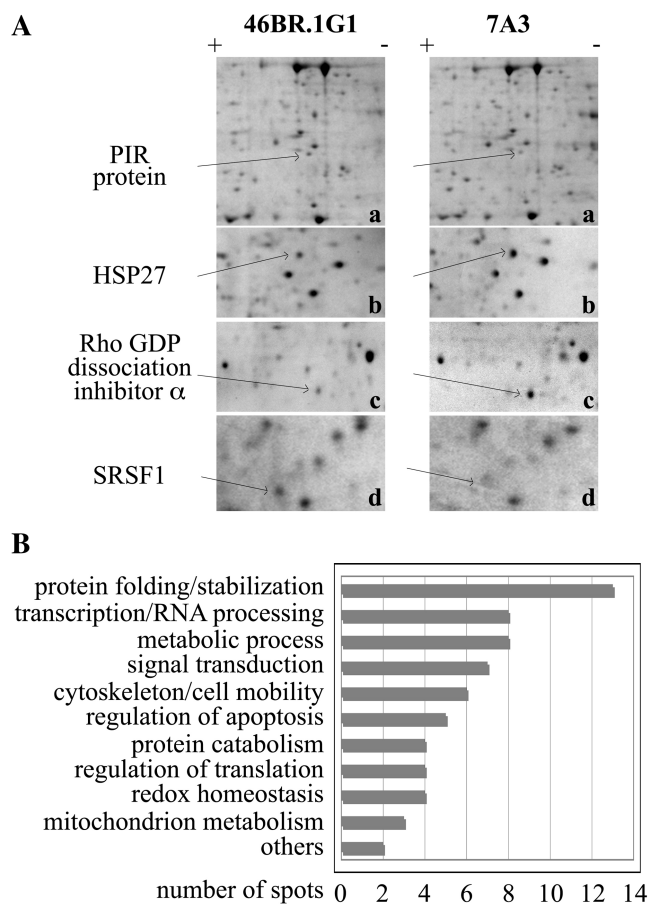 A
46BR.1G1 7A3
+ - + -
PIR
protein
a a
HSP27
b b
Rho GDP
dissociation
inhibitor α
c c
SRSF1
d d
B
protein folding/stabilization
transcription/RNA processing
metabolic process
signal transduction
cytoskeleton/cell mobility
regulation of apoptosis
protein catabolism
regulation of translation
redox homeostasis
mitochondrion metabolism
others
number of spots 0 2 4 6 8 10 12 14